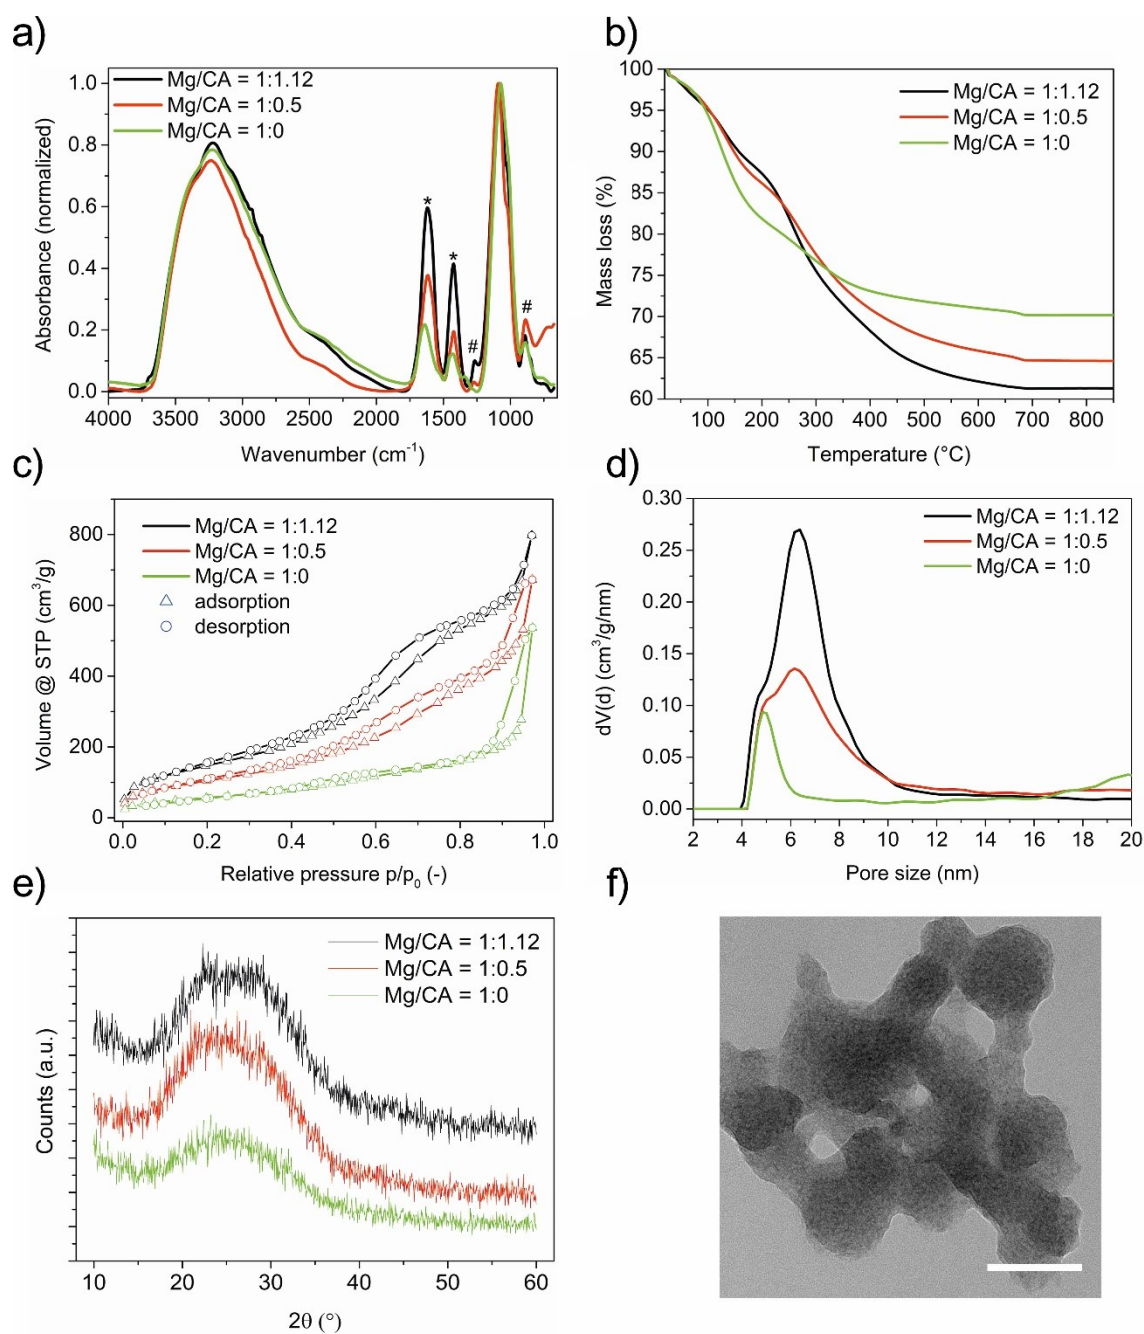 a)
Mg/CA = 1:1.12
Mg/CA = 1:0.5
Mg/CA = 1:0
Absorbance (normalized)
1.0
0.8
0.6
0.4
0.2
0.0
*
*
#
#
4000 3500 3000 2500 2000 1500 1000
Wavenumber (cm⁻¹)
b)
Mg/CA = 1:1.12
Mg/CA = 1:0.5
Mg/CA = 1:0
Mass loss (%)
100
95
90
85
80
75
70
65
60
100 200 300 400 500 600 700 800
Temperature (°C)
c)
Mg/CA = 1:1.12
Mg/CA = 1:0.5
Mg/CA = 1:0
adsorption
desorption
Volume @ STP (cm³/g)
800
600
400
200
0
0.0 0.2 0.4 0.6 0.8 1.0
Relative pressure p/p₀ (-)
d)
Mg/CA = 1:1.12
Mg/CA = 1:0.5
Mg/CA = 1:0
dV(d) (cm³/g/nm)
0.30
0.25
0.20
0.15
0.10
0.05
0.00
2 4 6 8 10 12 14 16 18 20
Pore size (nm)
e)
Mg/CA = 1:1.12
Mg/CA = 1:0.5
Mg/CA = 1:0
Counts (a.u.)
10 20 30 40 50 60
2θ (°)
f)